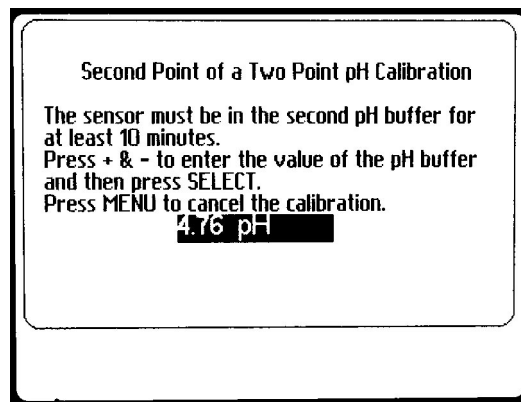 Second Point of a Two Point pH Calibration
The sensor must be in the second pH buffer for
at least 10 minutes.
Press + & - to enter the value of the pH buffer
and then press SELECT.
Press MENU to cancel the calibration.
4.76 pH